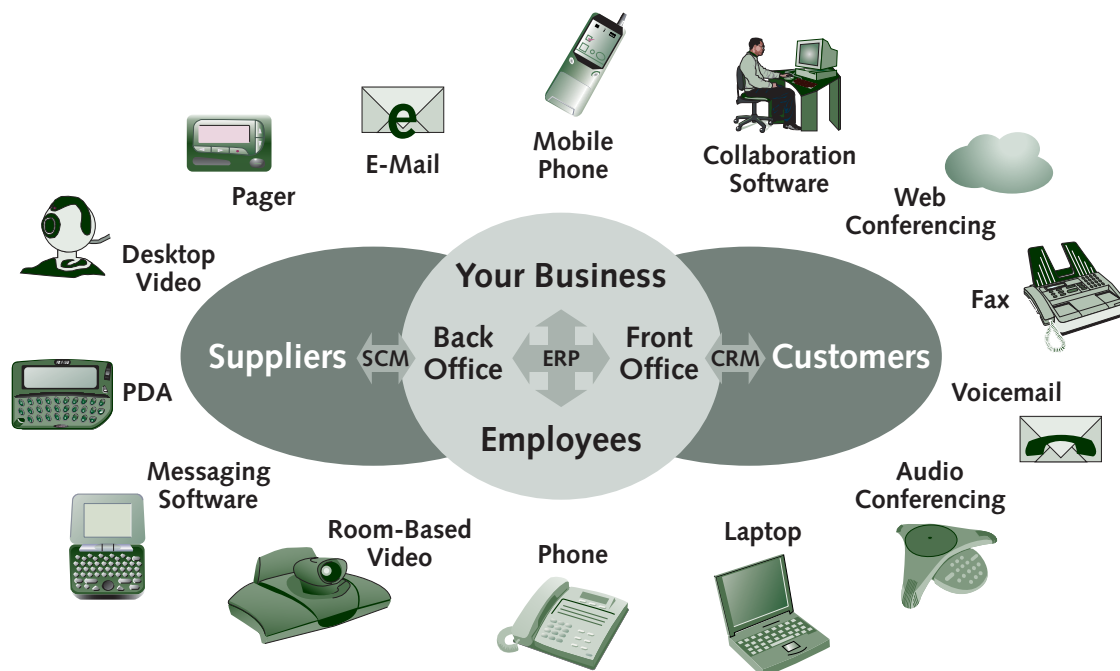 Mobile
Phone
E-Mail
e
Collaboration
Software
Pager
Web
Conferencing
Desktop
Video
Fax
Your Business
Suppliers
SCM
Back
Office
ERP
Front
Office
CRM
Customers
Employees
PDA
Voicemail
Messaging
Software
Audio
Conferencing
Room-Based
Video
Phone
Laptop